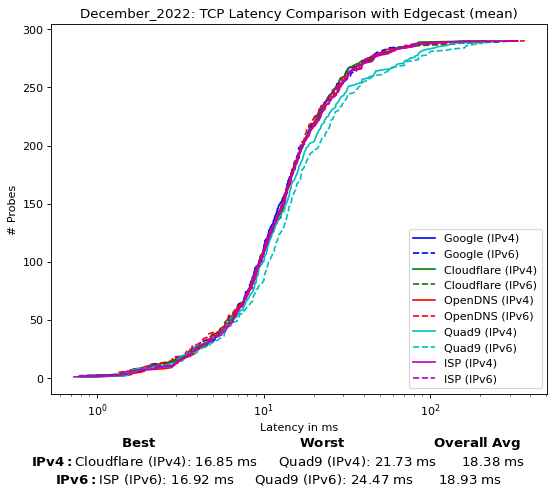 December_2022: TCP Latency Comparison with Edgecast (mean)
300
250
200
150
100
50
0
# Probes
Google (IPv4)
Google (IPv6)
Cloudflare (IPv4)
Cloudflare (IPv6)
OpenDNS (IPv4)
OpenDNS (IPv6)
Quad9 (IPv4)
Quad9 (IPv6)
ISP (IPv4)
ISP (IPv6)
10⁰ 10¹ 10²
Latency in ms
Best Worst Overall Avg
IPv4: Cloudflare (IPv4): 16.85 ms Quad9 (IPv4): 21.73 ms 18.38 ms
IPv6: ISP (IPv6): 16.92 ms Quad9 (IPv6): 24.47 ms 18.93 ms